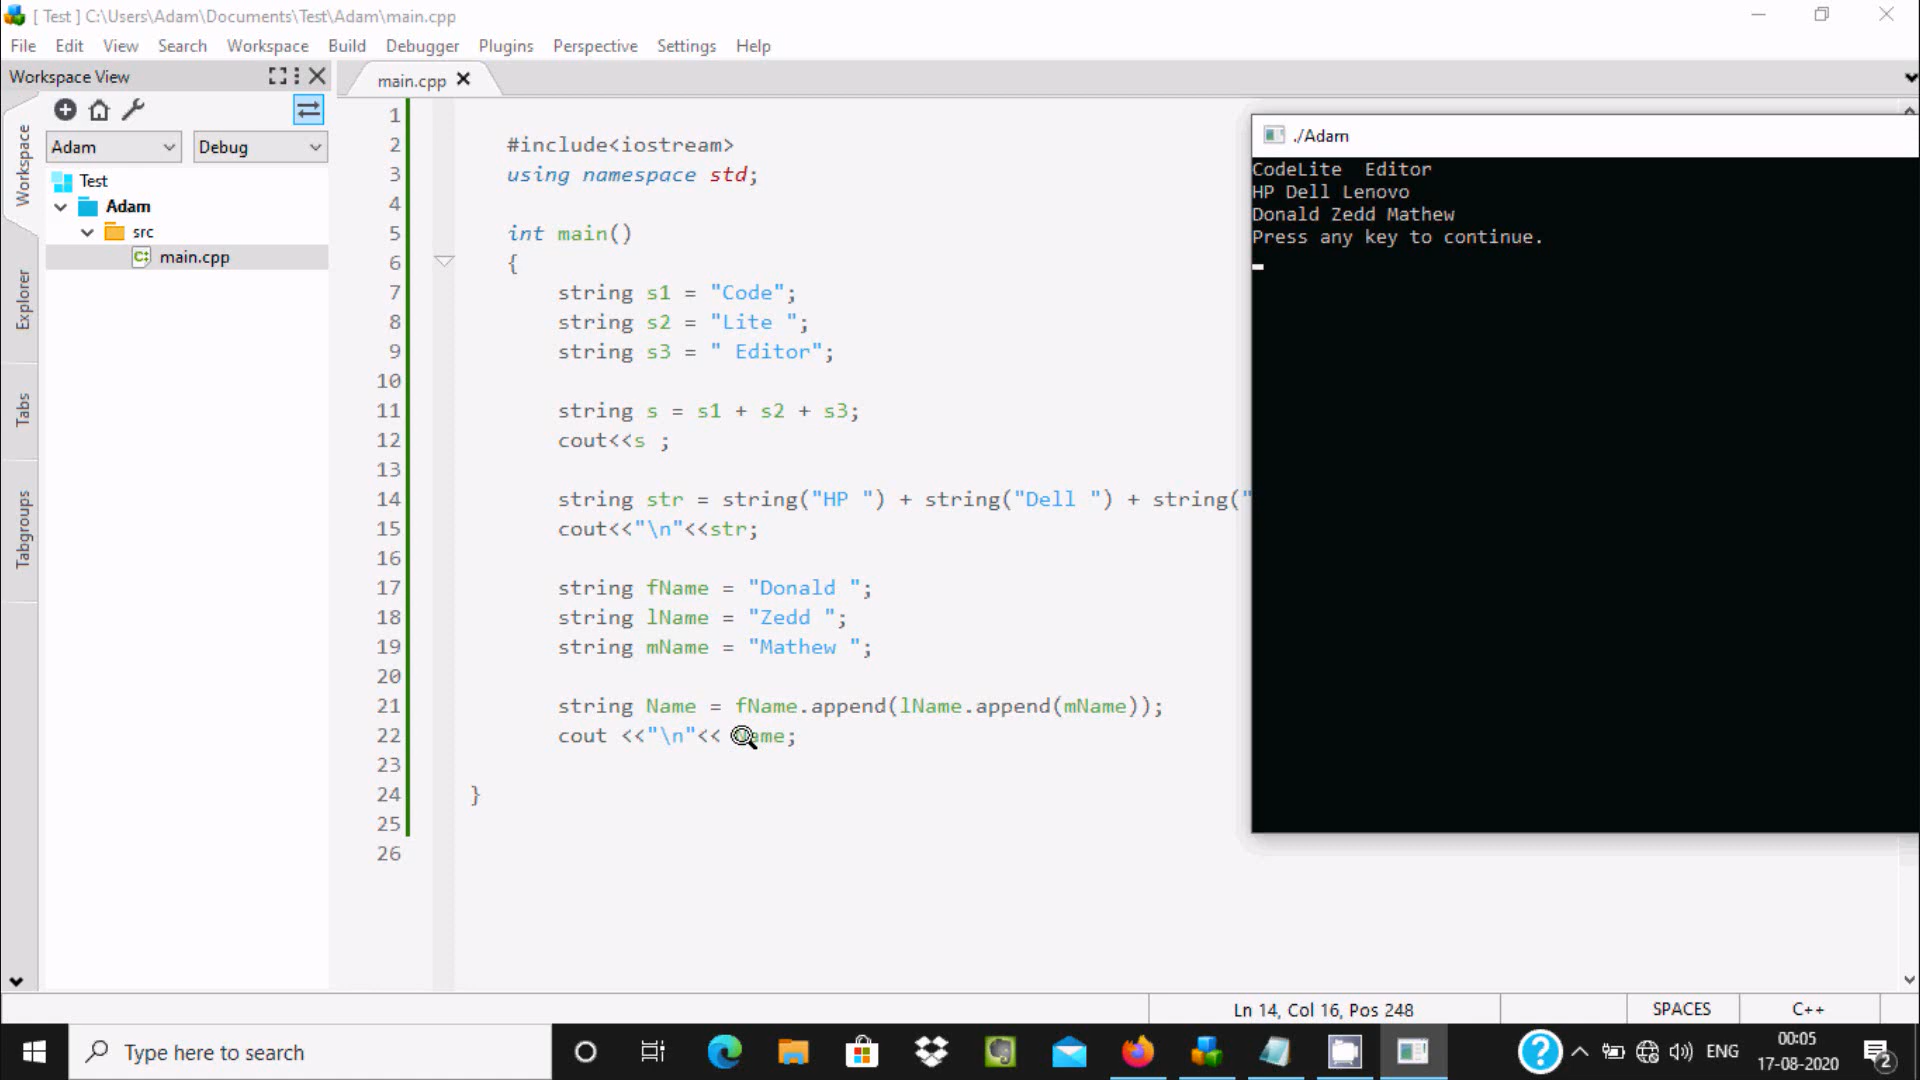 [ Test ] C:\Users\Adam\Documents\Test\Adam\main.cpp
File Edit View Search Workspace Build Debugger Plugins Perspective Settings Help
Workspace View
main.cpp
Adam Debug
Test
Adam
src
main.cpp
Workspace
Explorer
Tabs
Tabgroups
1
2 #include<iostream>
3 using namespace std;
4
5 int main()
6 {
7 string s1 = "Code";
8 string s2 = "Lite ";
9 string s3 = " Editor";
10
11 string s = s1 + s2 + s3;
12 cout<<s ;
13
14 string str = string("HP ") + string("Dell ") + string("
15 cout<<"\n"<<str;
16
17 string fName = "Donald ";
18 string lName = "Zedd ";
19 string mName = "Mathew ";
20
21 string Name = fName.append(lName.append(mName));
22 cout <<"\n"<< ame;
23
24 }
25
26
./Adam
CodeLite  Editor
HP Dell Lenovo
Donald Zedd Mathew
Press any key to continue.
Ln 14, Col 16, Pos 248 SPACES C++
Type here to search
ENG
00:05
17-08-2020
2